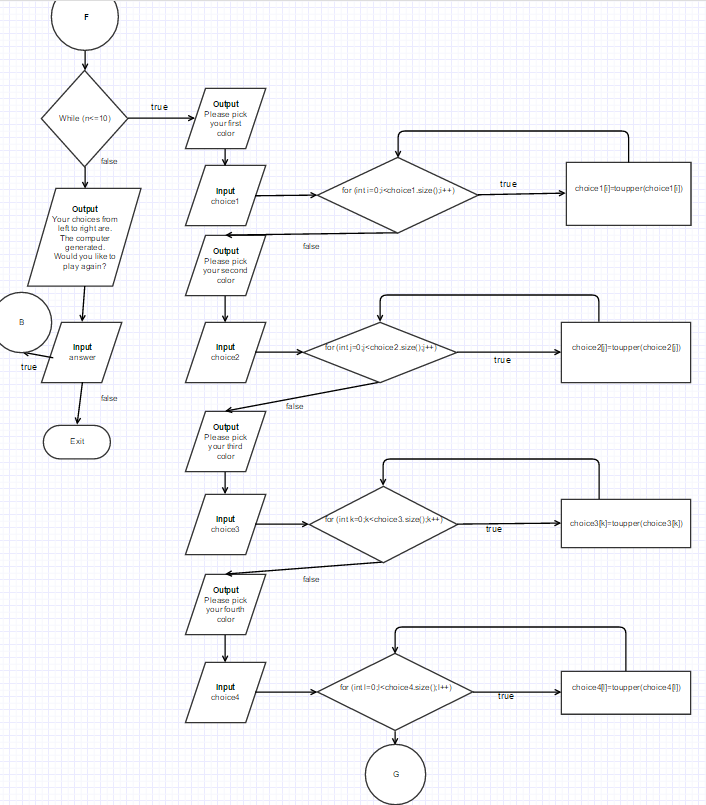 F
While (n<=10)
true
false
Output
Please pick
your first
color
Input
choice1
for (int i=0;i<choice1.size();i++)
true
choice1[i]=toupper(choice1[i])
false
Output
Your choices from
left to right are.
The computer
generated.
Would you like to
play again?
Output
Please pick
your second
color
B
Input
answer
true
false
Exit
Input
choice2
for (int j=0;j<choice2.size();j++)
true
choice2[j]=toupper(choice2[j])
false
Output
Please pick
your third
color
Input
choice3
for (int k=0;k<choice3.size();k++)
true
choice3[k]=toupper(choice3[k])
false
Output
Please pick
your fourth
color
Input
choice4
for (int l=0;l<choice4.size();l++)
true
choice4[l]=toupper(choice4[l])
G